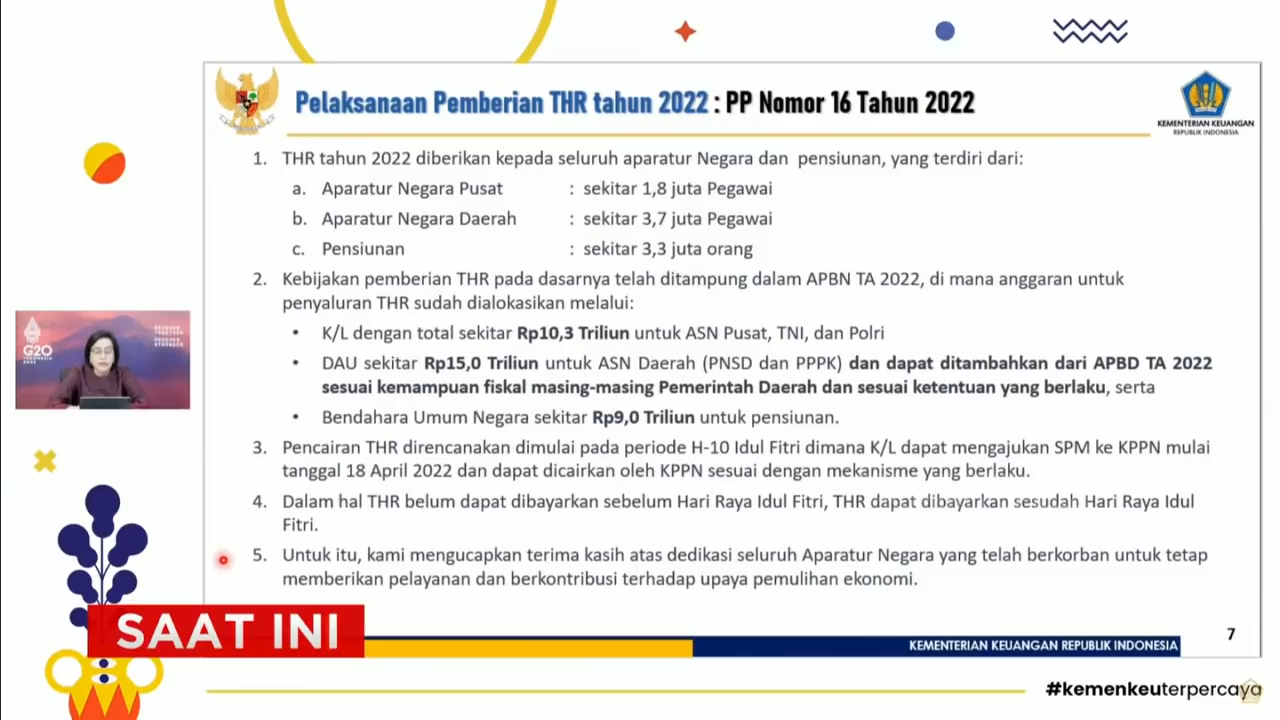 Pelaksanaan Pemberian THR tahun 2022 : PP Nomor 16 Tahun 2022
KEMENTERIAN KEUANGAN
REPUBLIK INDONESIA
1. THR tahun 2022 diberikan kepada seluruh aparatur Negara dan pensiunan, yang terdiri dari:
a. Aparatur Negara Pusat : sekitar 1,8 juta Pegawai
b. Aparatur Negara Daerah : sekitar 3,7 juta Pegawai
c. Pensiunan : sekitar 3,3 juta orang
2. Kebijakan pemberian THR pada dasarnya telah ditampung dalam APBN TA 2022, di mana anggaran untuk
penyaluran THR sudah dialokasikan melalui:
• K/L dengan total sekitar Rp10,3 Triliun untuk ASN Pusat, TNI, dan Polri
• DAU sekitar Rp15,0 Triliun untuk ASN Daerah (PNSD dan PPPK) dan dapat ditambahkan dari APBD TA 2022
sesuai kemampuan fiskal masing-masing Pemerintah Daerah dan sesuai ketentuan yang berlaku, serta
• Bendahara Umum Negara sekitar Rp9,0 Triliun untuk pensiunan.
3. Pencairan THR direncanakan dimulai pada periode H-10 Idul Fitri dimana K/L dapat mengajukan SPM ke KPPN mulai
tanggal 18 April 2022 dan dapat dicairkan oleh KPPN sesuai dengan mekanisme yang berlaku.
4. Dalam hal THR belum dapat dibayarkan sebelum Hari Raya Idul Fitri, THR dapat dibayarkan sesudah Hari Raya Idul
Fitri.
5. Untuk itu, kami mengucapkan terima kasih atas dedikasi seluruh Aparatur Negara yang telah berkorban untuk tetap
memberikan pelayanan dan berkontribusi terhadap upaya pemulihan ekonomi.
G20
SAAT INI
7
KEMENTERIAN KEUANGAN REPUBLIK INDONESIA
#kemenkeuterpercaya